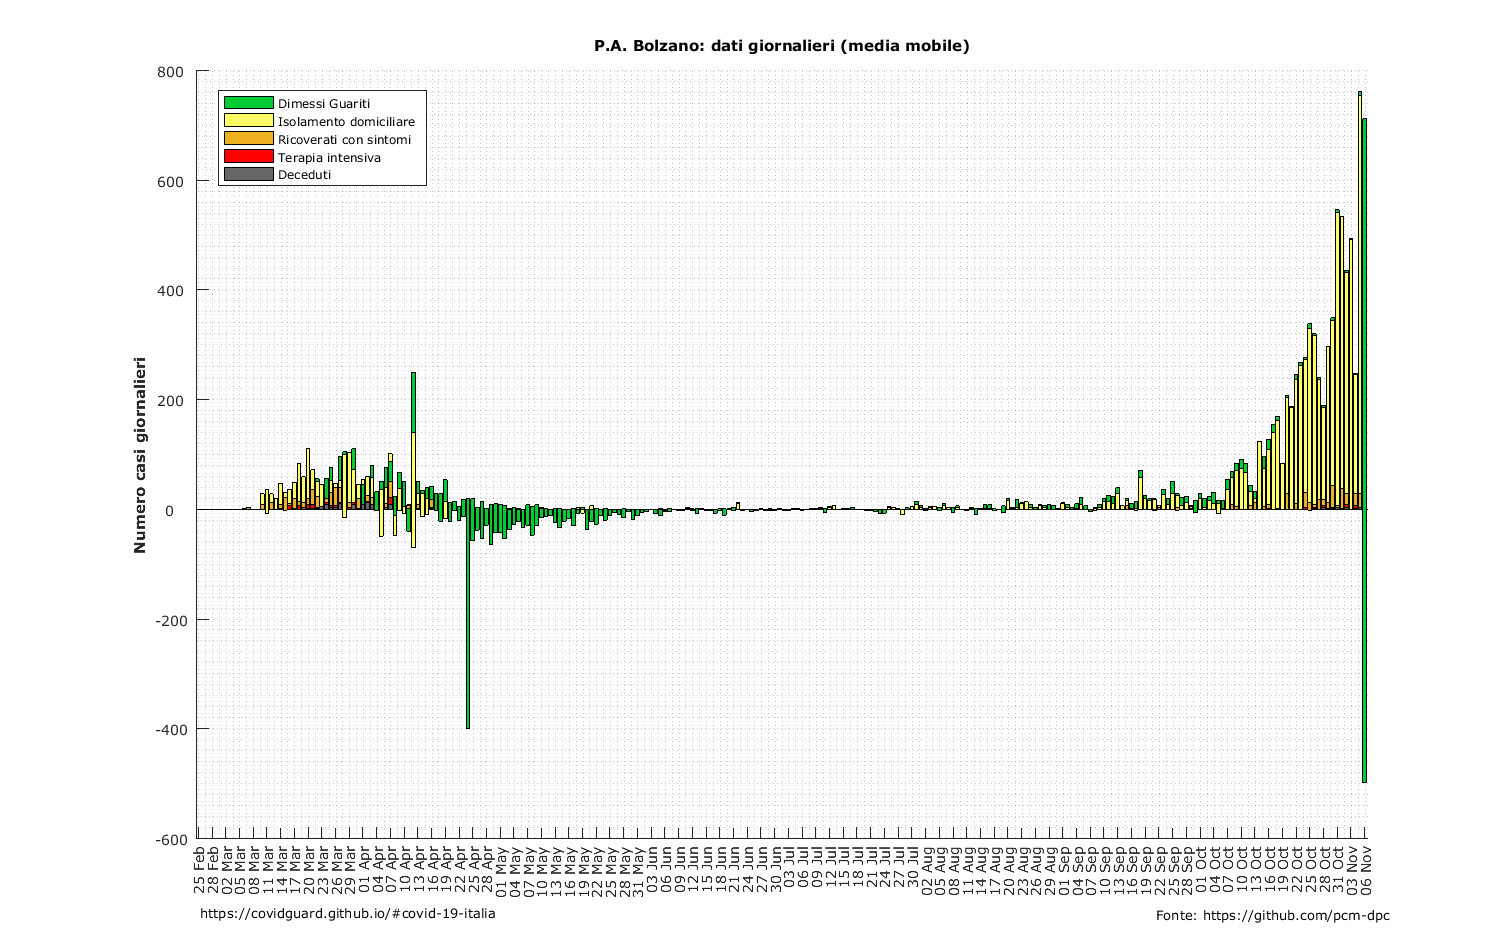 P.A. Bolzano: dati giornalieri (media mobile)
800
600
400
200
0
-200
-400
-600
Numero casi giornalieri
Dimessi Guariti
Isolamento domiciliare
Ricoverati con sintomi
Terapia intensiva
Deceduti
25 Feb
28 Feb
02 Mar
05 Mar
08 Mar
11 Mar
14 Mar
17 Mar
20 Mar
23 Mar
26 Mar
29 Mar
01 Apr
04 Apr
07 Apr
10 Apr
13 Apr
16 Apr
19 Apr
22 Apr
25 Apr
28 Apr
01 May
04 May
07 May
10 May
13 May
16 May
19 May
22 May
25 May
28 May
31 May
03 Jun
06 Jun
09 Jun
12 Jun
15 Jun
18 Jun
21 Jun
24 Jun
27 Jun
30 Jun
03 Jul
06 Jul
09 Jul
12 Jul
15 Jul
18 Jul
21 Jul
24 Jul
27 Jul
30 Jul
02 Aug
05 Aug
08 Aug
11 Aug
14 Aug
17 Aug
20 Aug
23 Aug
26 Aug
29 Aug
01 Sep
04 Sep
07 Sep
10 Sep
13 Sep
16 Sep
19 Sep
22 Sep
25 Sep
28 Sep
01 Oct
04 Oct
07 Oct
10 Oct
13 Oct
16 Oct
19 Oct
22 Oct
25 Oct
28 Oct
31 Oct
03 Nov
06 Nov
https://covidguard.github.io/#covid-19-italia
Fonte: https://github.com/pcm-dpc